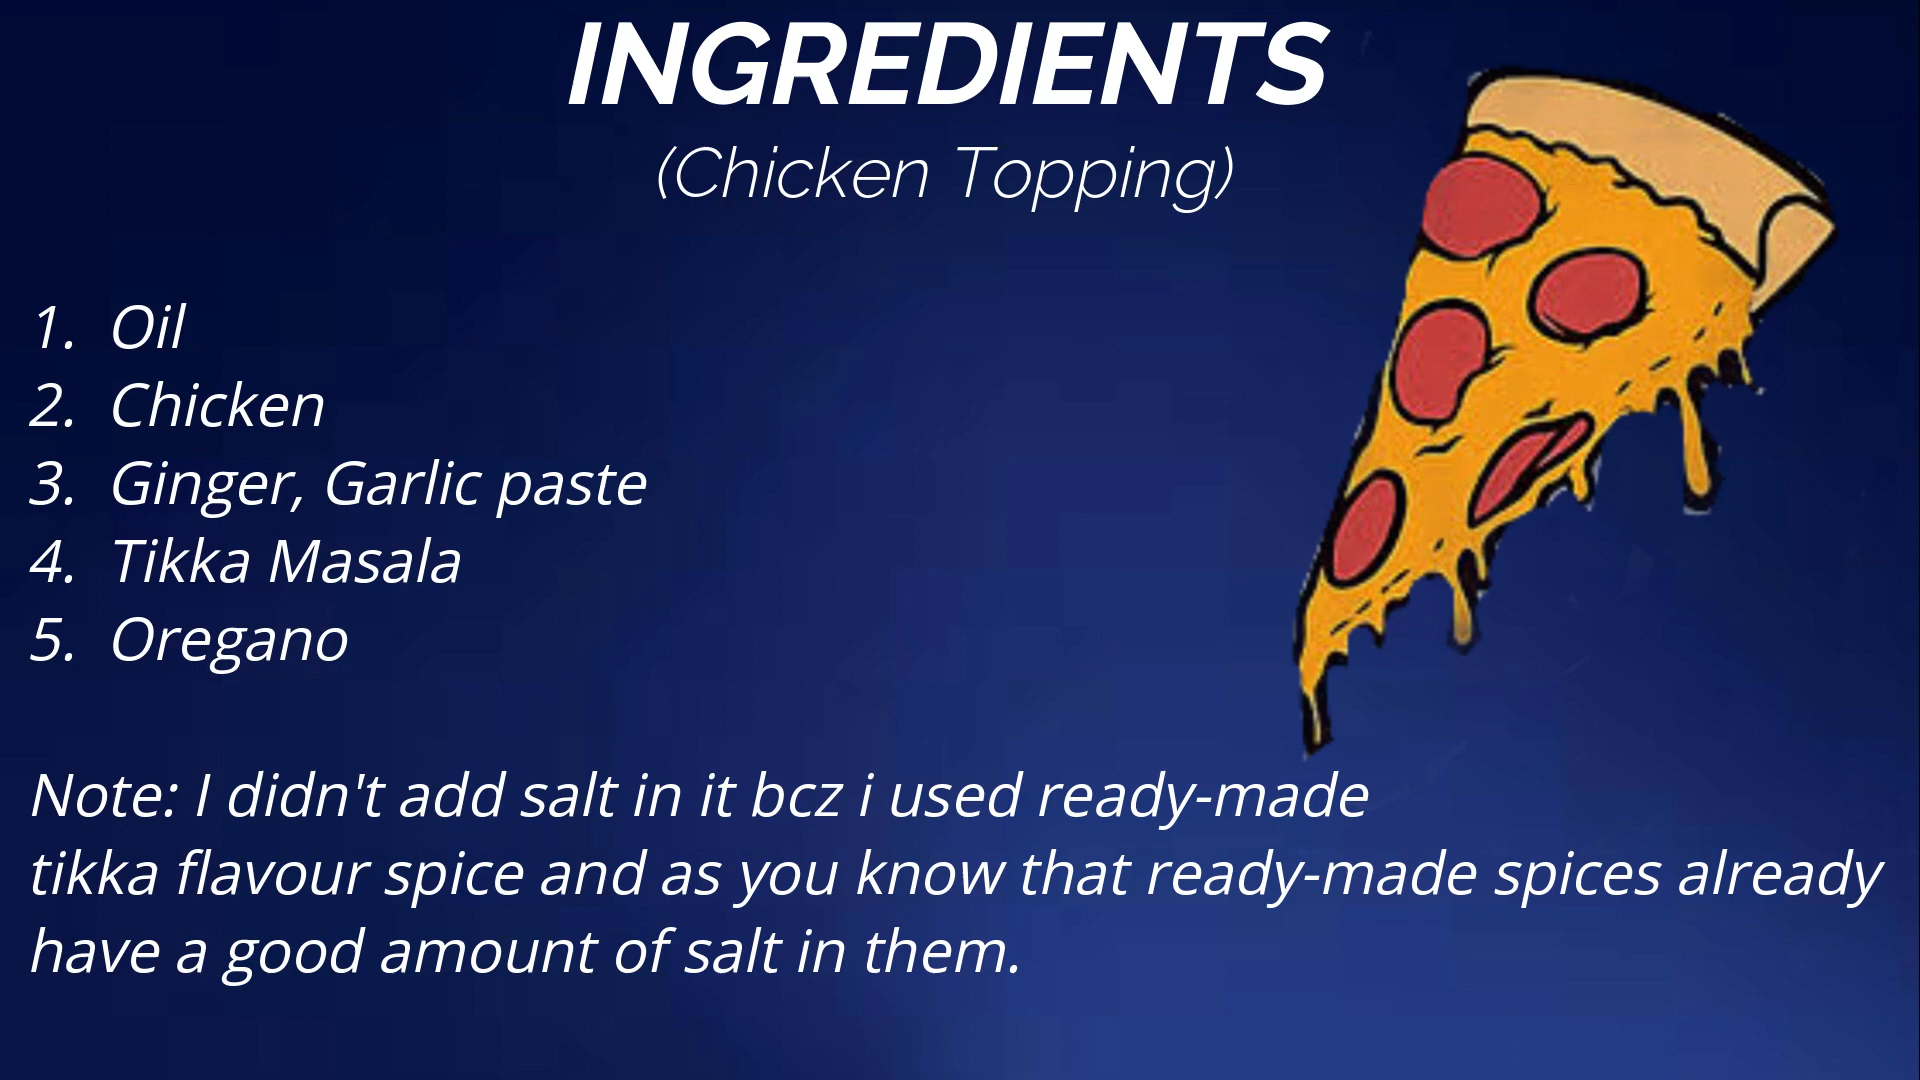 INGREDIENTS
(Chicken Topping)
1. Oil
2. Chicken
3. Ginger, Garlic paste
4. Tikka Masala
5. Oregano
Note: I didn't add salt in it bcz i used ready-made
tikka flavour spice and as you know that ready-made spices already
have a good amount of salt in them.